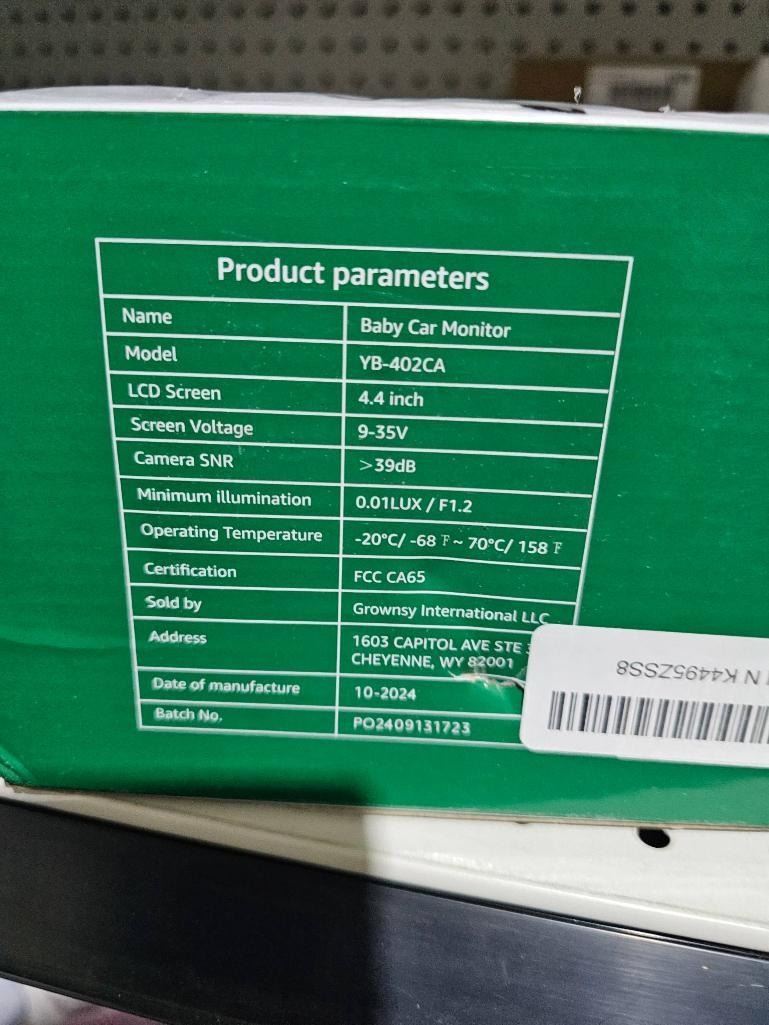 Product parameters
Name Baby Car Monitor
Model YB-402CA
LCD Screen 4.4 inch
Screen Voltage 9-35V
Camera SNR >39dB
Minimum illumination 0.01LUX / F1.2
Operating Temperature -20°C/ -68 ℉ ~ 70°C/ 158 ℉
Certification FCC CA65
Sold by Grownsy International LLC
Address 1603 CAPITOL AVE STE
CHEYENNE, WY 82001
Date of manufacture 10-2024
Batch No. PO2409131723
N K4495ZSS8